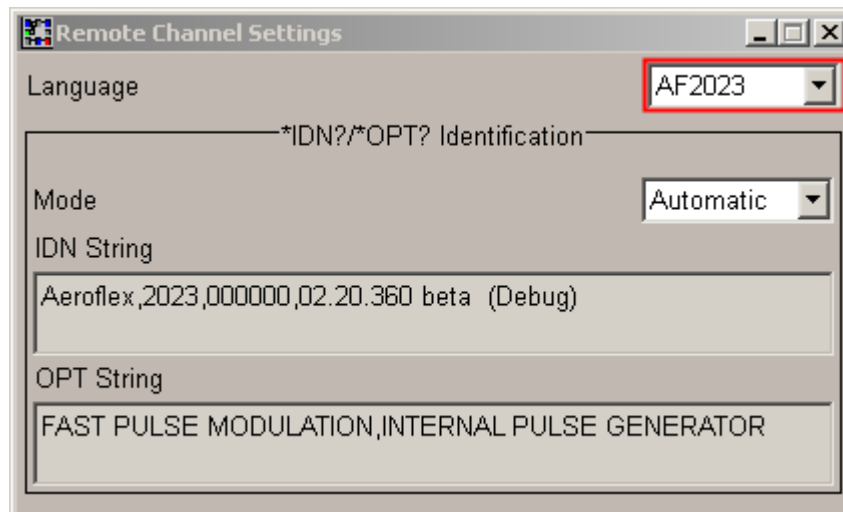 Remote Channel Settings
Language AF2023
*IDN?/*OPT? Identification
Mode Automatic
IDN String
Aeroflex,2023,000000,02.20.360 beta (Debug)
OPT String
FAST PULSE MODULATION,INTERNAL PULSE GENERATOR